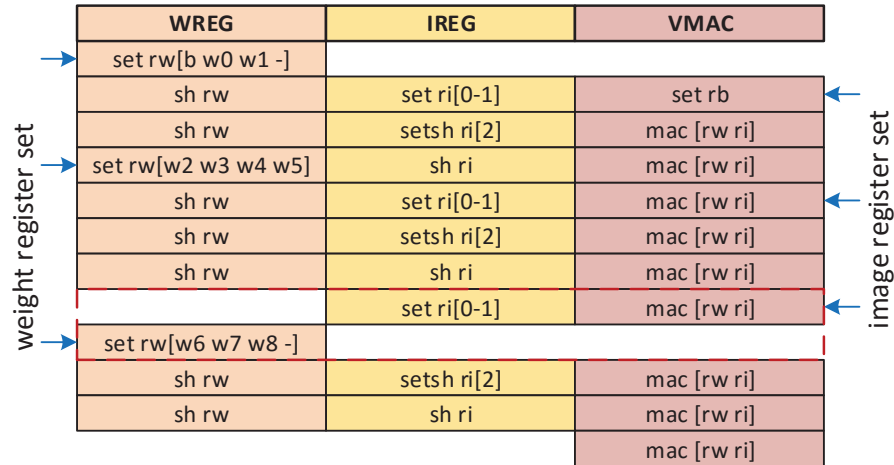 WREG IREG VMAC
set rw[b w0 w1 -]
sh rw set ri[0-1] set rb
sh rw setsh ri[2] mac [rw ri]
set rw[w2 w3 w4 w5] sh ri mac [rw ri]
sh rw set ri[0-1] mac [rw ri]
sh rw setsh ri[2] mac [rw ri]
sh rw sh ri mac [rw ri]
set ri[0-1] mac [rw ri]
set rw[w6 w7 w8 -]
sh rw setsh ri[2] mac [rw ri]
sh rw sh ri mac [rw ri]
mac [rw ri]
weight register set
image register set